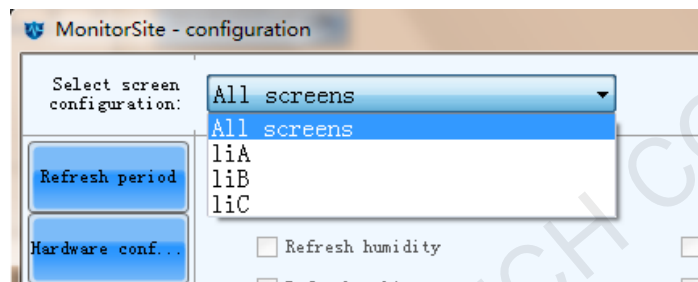 MonitorSite - configuration
Select screen
configuration:
All screens
All screens
liA
liB
liC
Refresh period
Hardware conf...
Refresh humidity